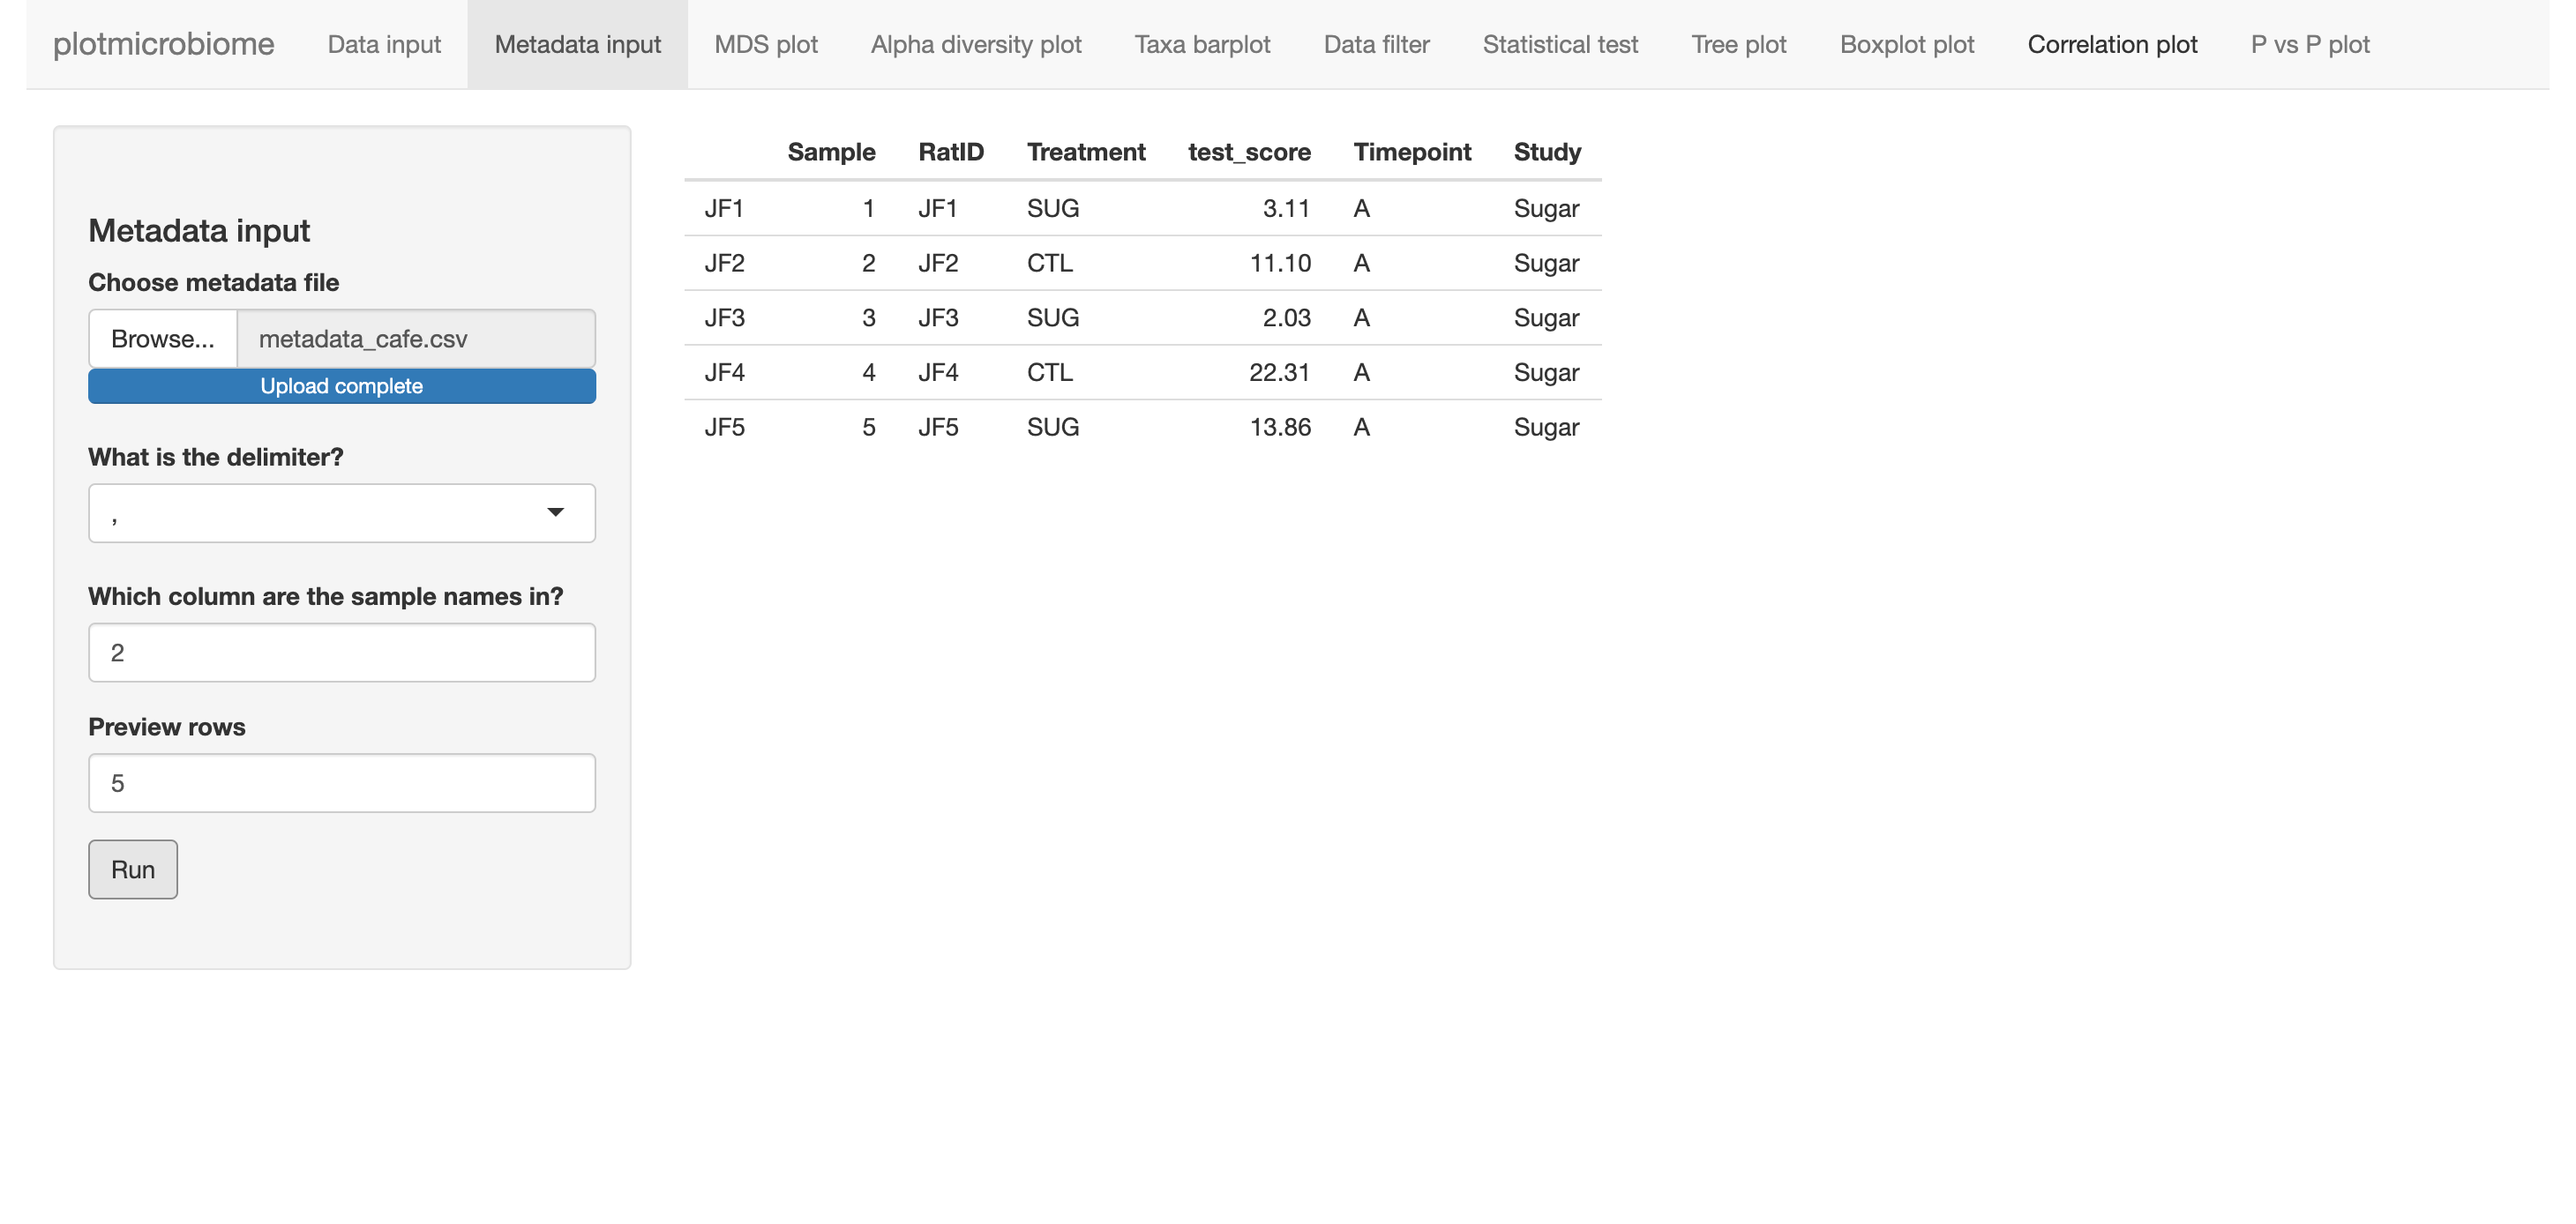 plotmicrobiome Data input Metadata input MDS plot Alpha diversity plot Taxa barplot Data filter Statistical test Tree plot Boxplot plot Correlation plot P vs P plot
Metadata input
Choose metadata file
Browse... metadata_cafe.csv
Upload complete
What is the delimiter?
,
Which column are the sample names in?
2
Preview rows
5
Run
Sample RatID Treatment test_score Timepoint Study
JF1 1 JF1 SUG 3.11 A Sugar
JF2 2 JF2 CTL 11.10 A Sugar
JF3 3 JF3 SUG 2.03 A Sugar
JF4 4 JF4 CTL 22.31 A Sugar
JF5 5 JF5 SUG 13.86 A Sugar